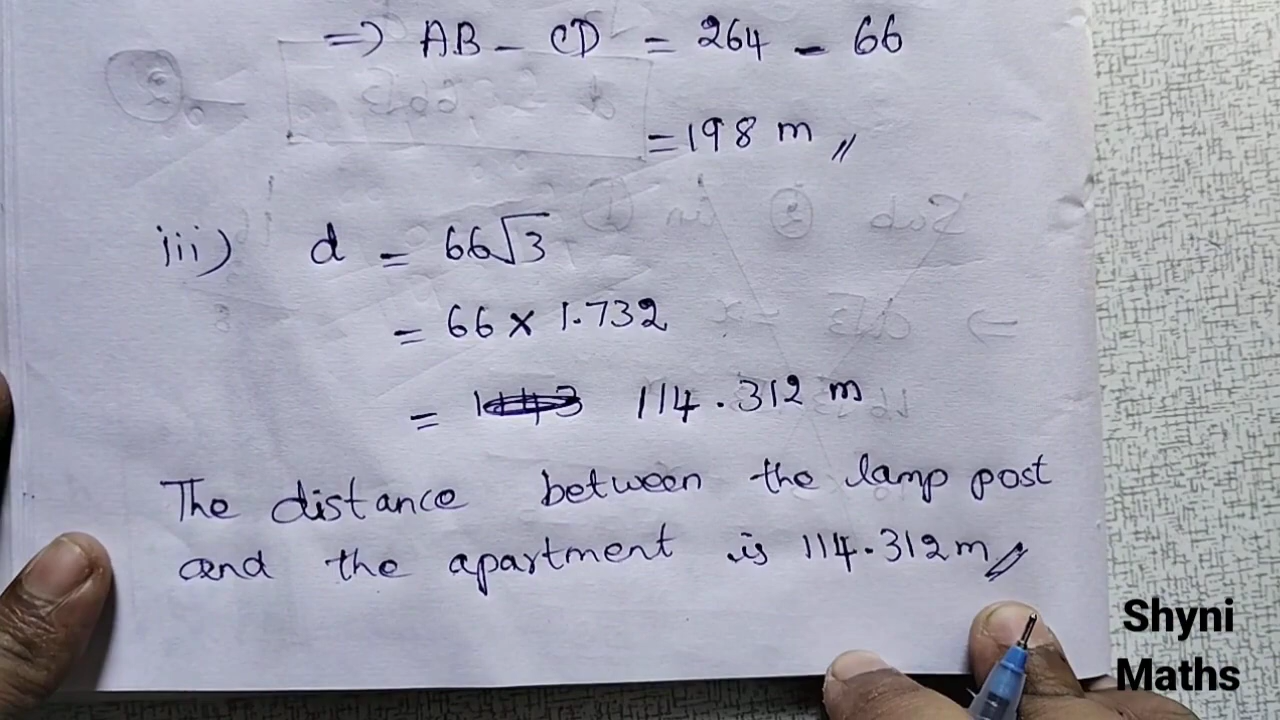 ⇒ AB - CD = 264 - 66
= 198 m
iii) d = 66√3
= 66 × 1.732
= 114.312 m
The distance between the lamp post
and the apartment is 114.312 m
Shyni
Maths